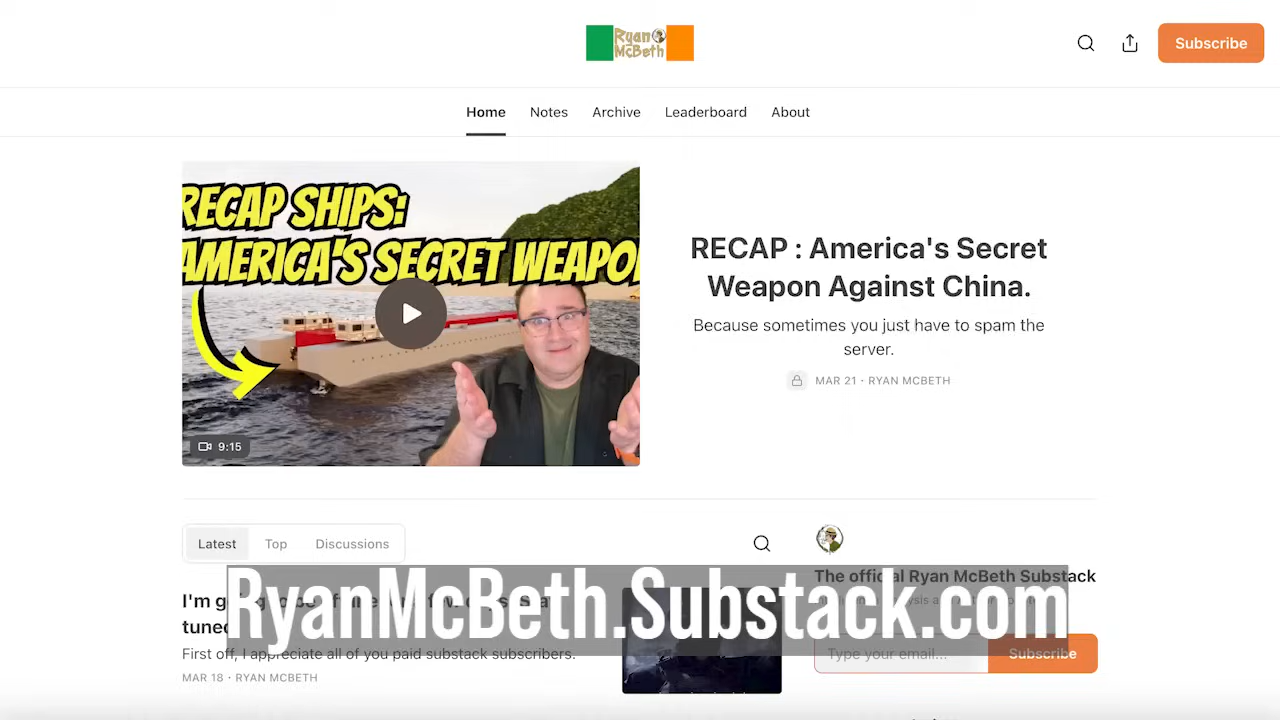 Ryan
McBeth
Subscribe
Home
Notes
Archive
Leaderboard
About
RECAP SHIPS:
AMERICA'S SECRET WEAPO
9:15
RECAP : America's Secret
Weapon Against China.
Because sometimes you just have to spam the
server.
MAR 21 · RYAN MCBETH
Latest
Top
Discussions
I'm
tuned
First off, I appreciate all of you paid substack subscribers.
MAR 18 · RYAN MCBETH
The official Ryan McBeth Substack
Type your email...
Subscribe
RyanMcBeth.Substack.com